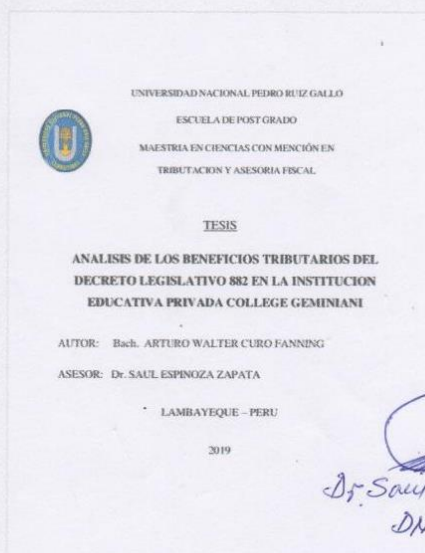 UNIVERSIDAD NACIONAL PEDRO RUIZ GALLO
ESCUELA DE POST GRADO
MAESTRIA EN CIENCIAS CON MENCIÓN EN
TRIBUTACION Y ASESORIA FISCAL
TESIS
ANALISIS DE LOS BENEFICIOS TRIBUTARIOS DEL
DECRETO LEGISLATIVO 882 EN LA INSTITUCION
EDUCATIVA PRIVADA COLLEGE GEMINIANI
AUTOR: Bach. ARTURO WALTER CURO FANNING
ASESOR: Dr. SAUL ESPINOZA ZAPATA
LAMBAYEQUE – PERU
2019
Dr. Saul
DN